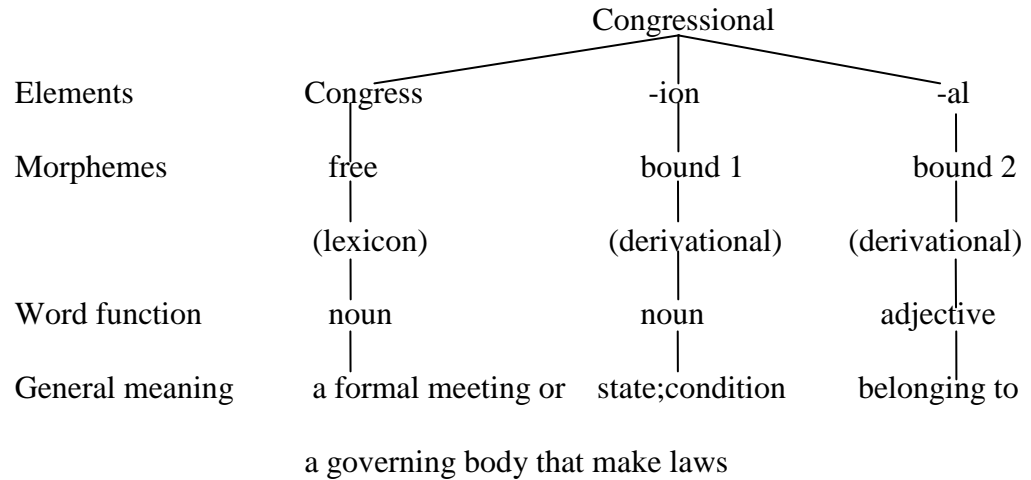 Congressional
Elements Congress -ion -al
Morphemes free bound 1 bound 2
(lexicon) (derivational) (derivational)
Word function noun noun adjective
General meaning a formal meeting or state;condition belonging to
a governing body that make laws